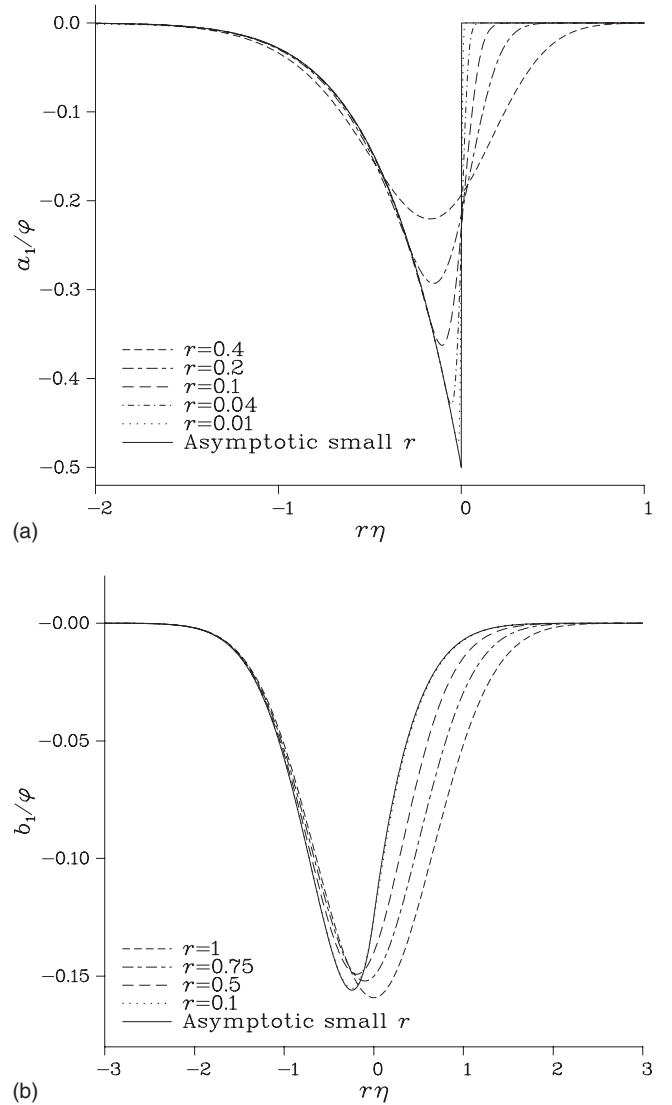 0.0
−0.1
−0.2
−0.3
−0.4
−0.5
a₁/φ
r=0.4
r=0.2
r=0.1
r=0.04
r=0.01
Asymptotic small r
−2
−1
0
1
rη
(a)
−0.00
−0.05
−0.10
−0.15
b₁/φ
r=1
r=0.75
r=0.5
r=0.1
Asymptotic small r
−3
−2
−1
0
1
2
3
rη
(b)